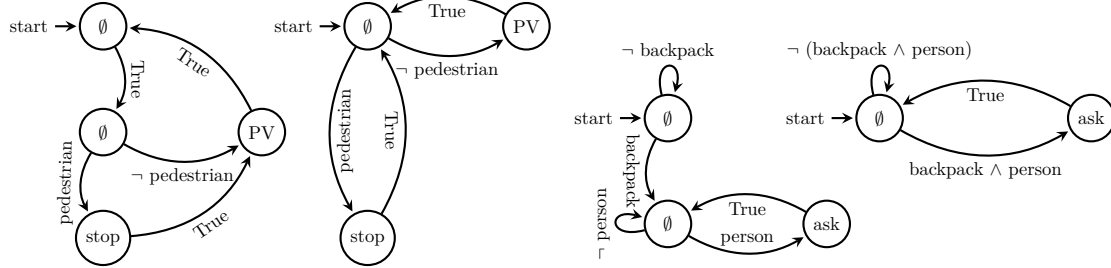 start
∅
True
True
∅
PV
pedestrian
¬ pedestrian
stop
True
start
∅
True
PV
¬ pedestrian
pedestrian
True
stop
¬ backpack
start
∅
backpack
¬ person
∅
True
person
ask
¬ (backpack ∧ person)
start
∅
True
ask
backpack ∧ person